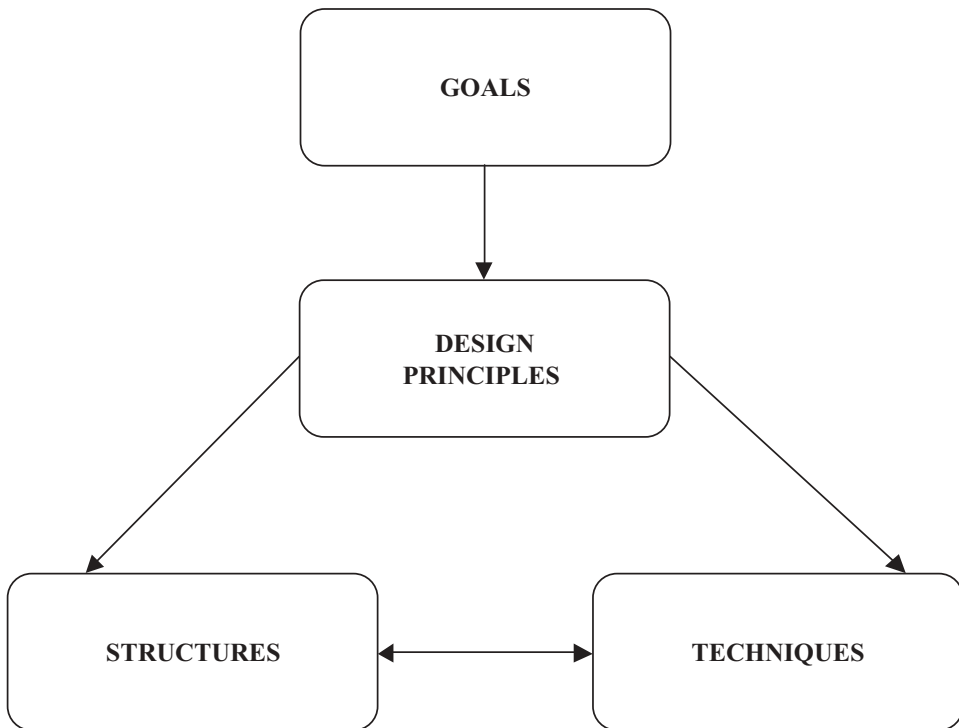 GOALS
DESIGN
PRINCIPLES
STRUCTURES
TECHNIQUES